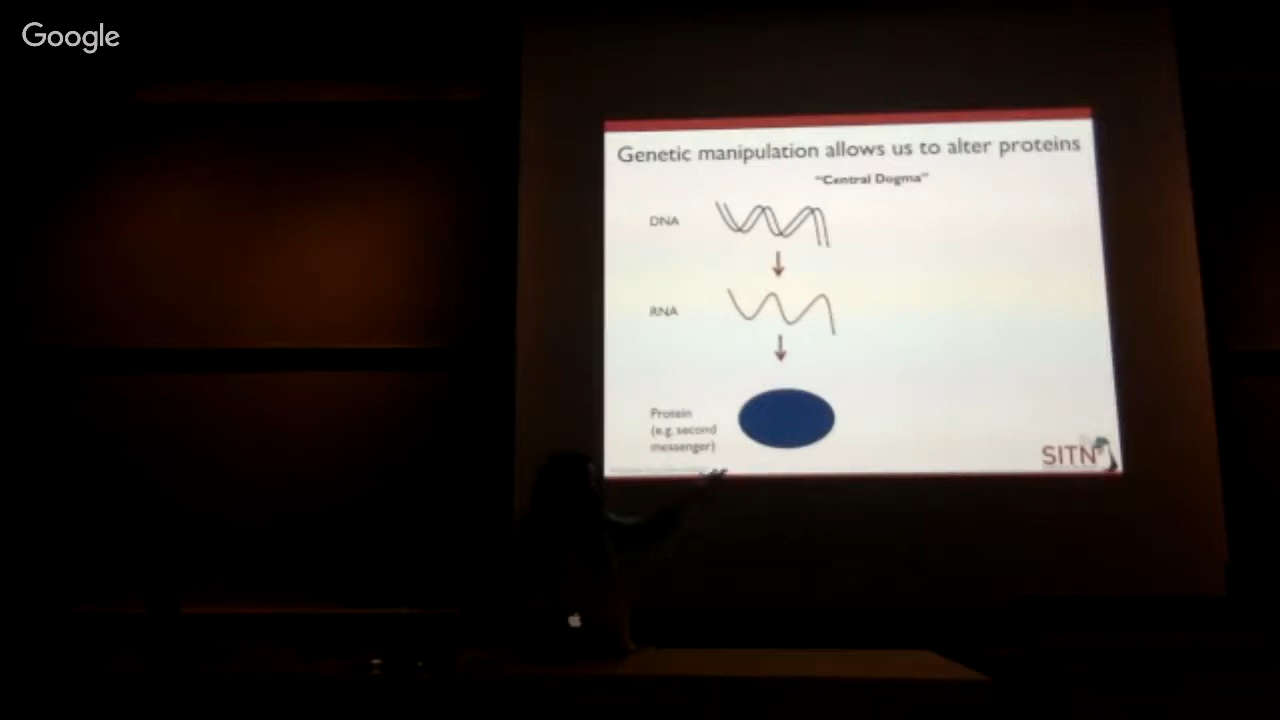 Google
Genetic manipulation allows us to alter proteins
"Central Dogma"
DNA
RNA
Protein
(e.g. second
messenger)
SITN